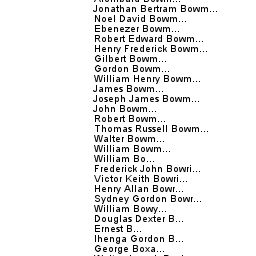 Archibald Bowm...
Jonathan Bertram Bowm...
Noel David Bowm...
Ebenezer Bowm...
Robert Edward Bowm...
Henry Frederick Bowm...
Gilbert Bowm...
Gordon Bowm...
William Henry Bowm...
James Bowm...
Joseph James Bowm...
John Bowm...
Robert Bowm...
Thomas Russell Bowm...
Walter Bowm...
William Bowm...
William Bo...
Frederick John Bowri...
Victor Keith Bowri...
Henry Allan Bowr...
Sydney Gordon Bowr...
William Bowy...
Douglas Dexter B...
Ernest B...
Ihenga Gordon B...
George Boxa...